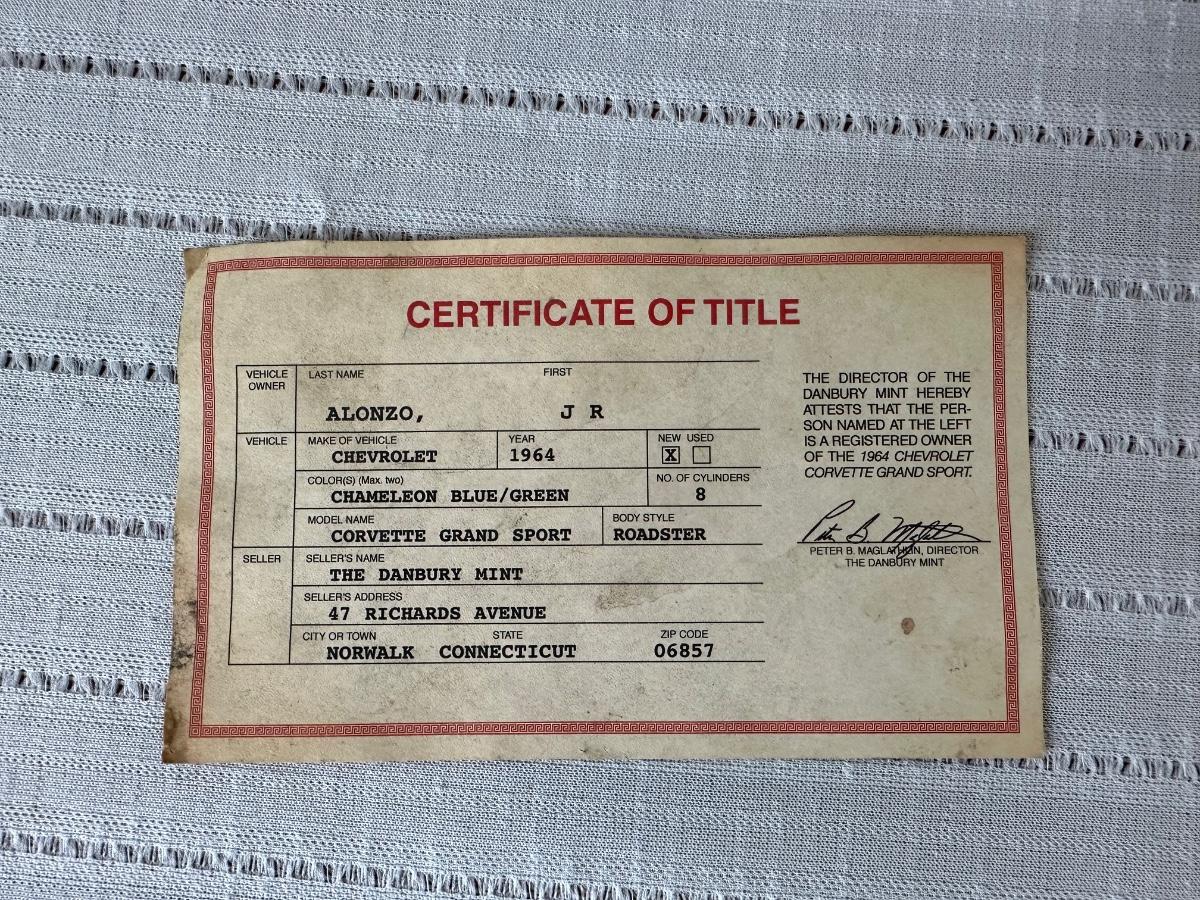 CERTIFICATE OF TITLE
VEHICLE OWNER
LAST NAME FIRST
ALONZO, J R
VEHICLE
MAKE OF VEHICLE YEAR NEW USED
CHEVROLET 1964 X
COLOR(S) (Max. two) NO. OF CYLINDERS
CHAMELEON BLUE/GREEN 8
MODEL NAME BODY STYLE
CORVETTE GRAND SPORT ROADSTER
SELLER
SELLER'S NAME
THE DANBURY MINT
SELLER'S ADDRESS
47 RICHARDS AVENUE
CITY OR TOWN STATE ZIP CODE
NORWALK CONNECTICUT 06857
THE DIRECTOR OF THE
DANBURY MINT HEREBY
ATTESTS THAT THE PER-
SON NAMED AT THE LEFT
IS A REGISTERED OWNER
OF THE 1964 CHEVROLET
CORVETTE GRAND SPORT.
PETER B. MAGLATHLIN, DIRECTOR
THE DANBURY MINT